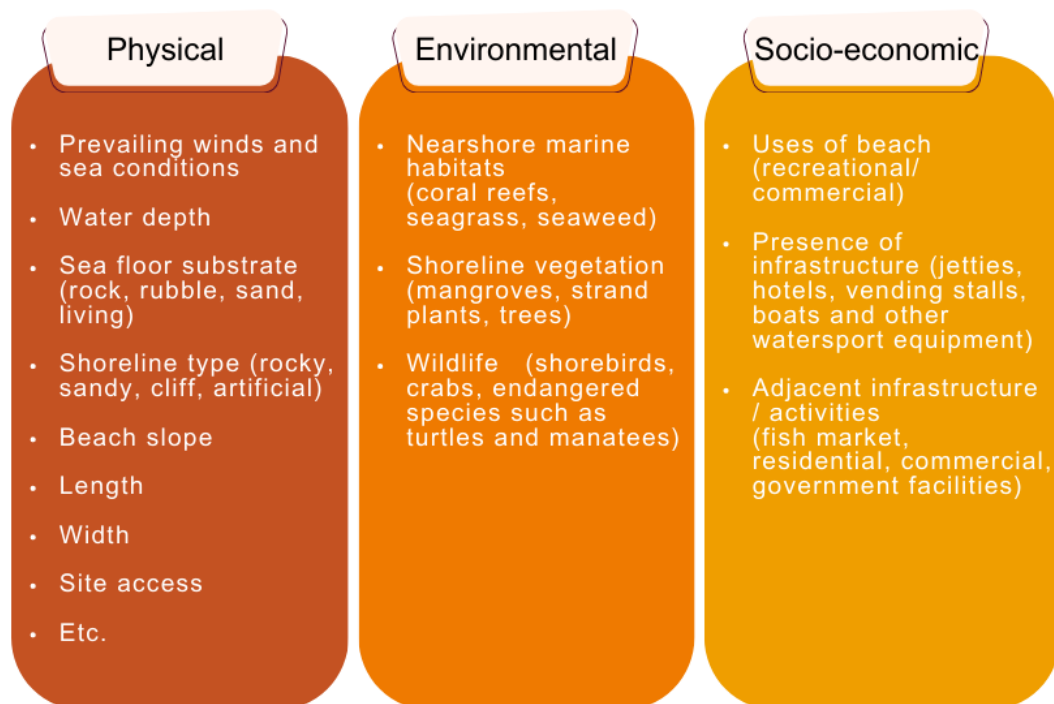 Physical
• Prevailing winds and
sea conditions
• Water depth
• Sea floor substrate
(rock, rubble, sand,
living)
• Shoreline type (rocky,
sandy, cliff, artificial)
• Beach slope
• Length
• Width
• Site access
• Etc.
Environmental
• Nearshore marine
habitats
(coral reefs,
seagrass, seaweed)
• Shoreline vegetation
(mangroves, strand
plants, trees)
• Wildlife (shorebirds,
crabs, endangered
species such as
turtles and manatees)
Socio-economic
• Uses of beach
(recreational/
commercial)
• Presence of
infrastructure (jetties,
hotels, vending stalls,
boats and other
watersport equipment)
• Adjacent infrastructure
/ activities
(fish market,
residential, commercial,
government facilities)